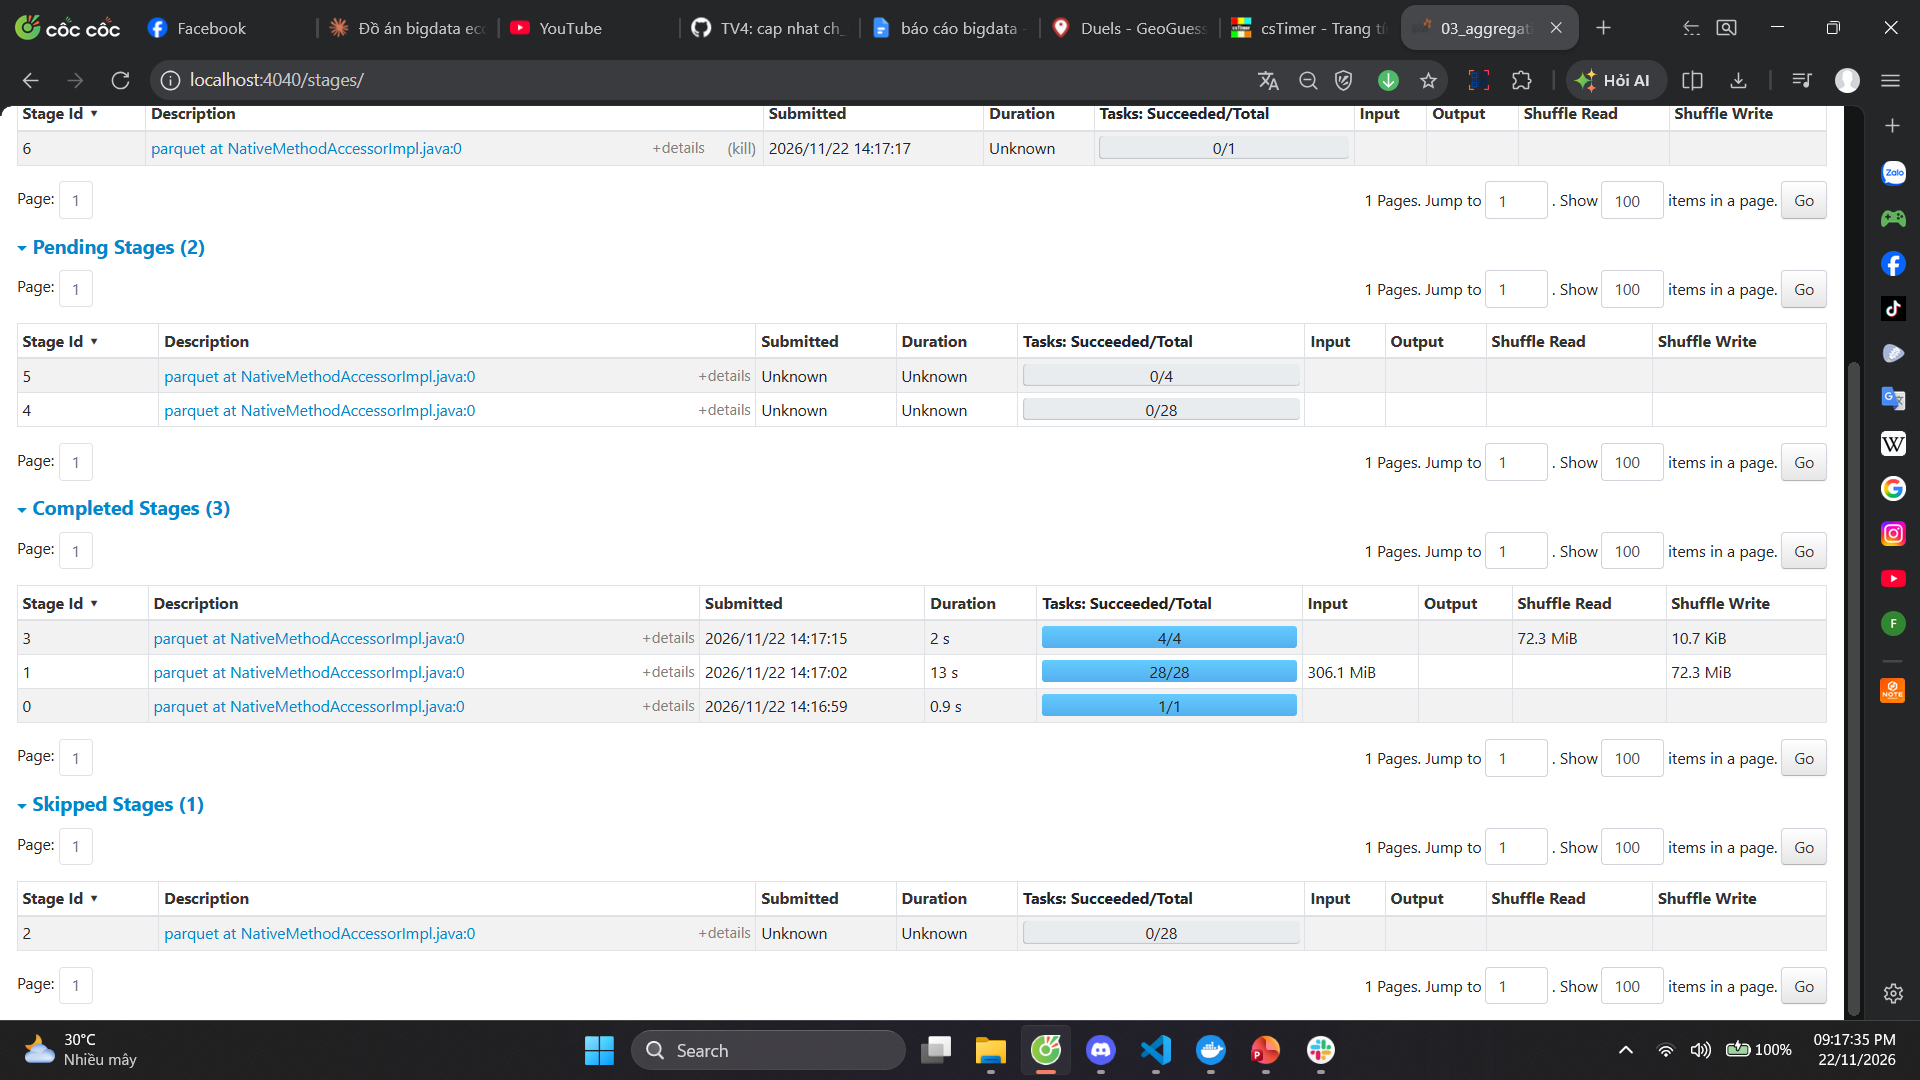 cốc cốc Facebook Đồ án bigdata ecc YouTube TV4: cap nhat ch báo cáo bigdata - Duels - GeoGuess csTimer - Trang tí 03_aggregati
localhost:4040/stages/ Hỏi AI
Stage Id ▼ Description Submitted Duration Tasks: Succeeded/Total Input Output Shuffle Read Shuffle Write
6 parquet at NativeMethodAccessorImpl.java:0 +details (kill) 2026/11/22 14:17:17 Unknown 0/1
Page: 1 1 Pages. Jump to 1 . Show 100 items in a page. Go
Pending Stages (2)
Page: 1 1 Pages. Jump to 1 . Show 100 items in a page. Go
Stage Id ▼ Description Submitted Duration Tasks: Succeeded/Total Input Output Shuffle Read Shuffle Write
5 parquet at NativeMethodAccessorImpl.java:0 +details Unknown Unknown 0/4
4 parquet at NativeMethodAccessorImpl.java:0 +details Unknown Unknown 0/28
Page: 1 1 Pages. Jump to 1 . Show 100 items in a page. Go
Completed Stages (3)
Page: 1 1 Pages. Jump to 1 . Show 100 items in a page. Go
Stage Id ▼ Description Submitted Duration Tasks: Succeeded/Total Input Output Shuffle Read Shuffle Write
3 parquet at NativeMethodAccessorImpl.java:0 +details 2026/11/22 14:17:15 2 s 4/4 72.3 MiB 10.7 KiB
1 parquet at NativeMethodAccessorImpl.java:0 +details 2026/11/22 14:17:02 13 s 28/28 306.1 MiB 72.3 MiB
0 parquet at NativeMethodAccessorImpl.java:0 +details 2026/11/22 14:16:59 0.9 s 1/1
Page: 1 1 Pages. Jump to 1 . Show 100 items in a page. Go
Skipped Stages (1)
Page: 1 1 Pages. Jump to 1 . Show 100 items in a page. Go
Stage Id ▼ Description Submitted Duration Tasks: Succeeded/Total Input Output Shuffle Read Shuffle Write
2 parquet at NativeMethodAccessorImpl.java:0 +details Unknown Unknown 0/28
Page: 1 1 Pages. Jump to 1 . Show 100 items in a page. Go
Zalo
W
F
NOTE
30°C
Nhiều mây
Search
100%
09:17:35 PM
22/11/2026